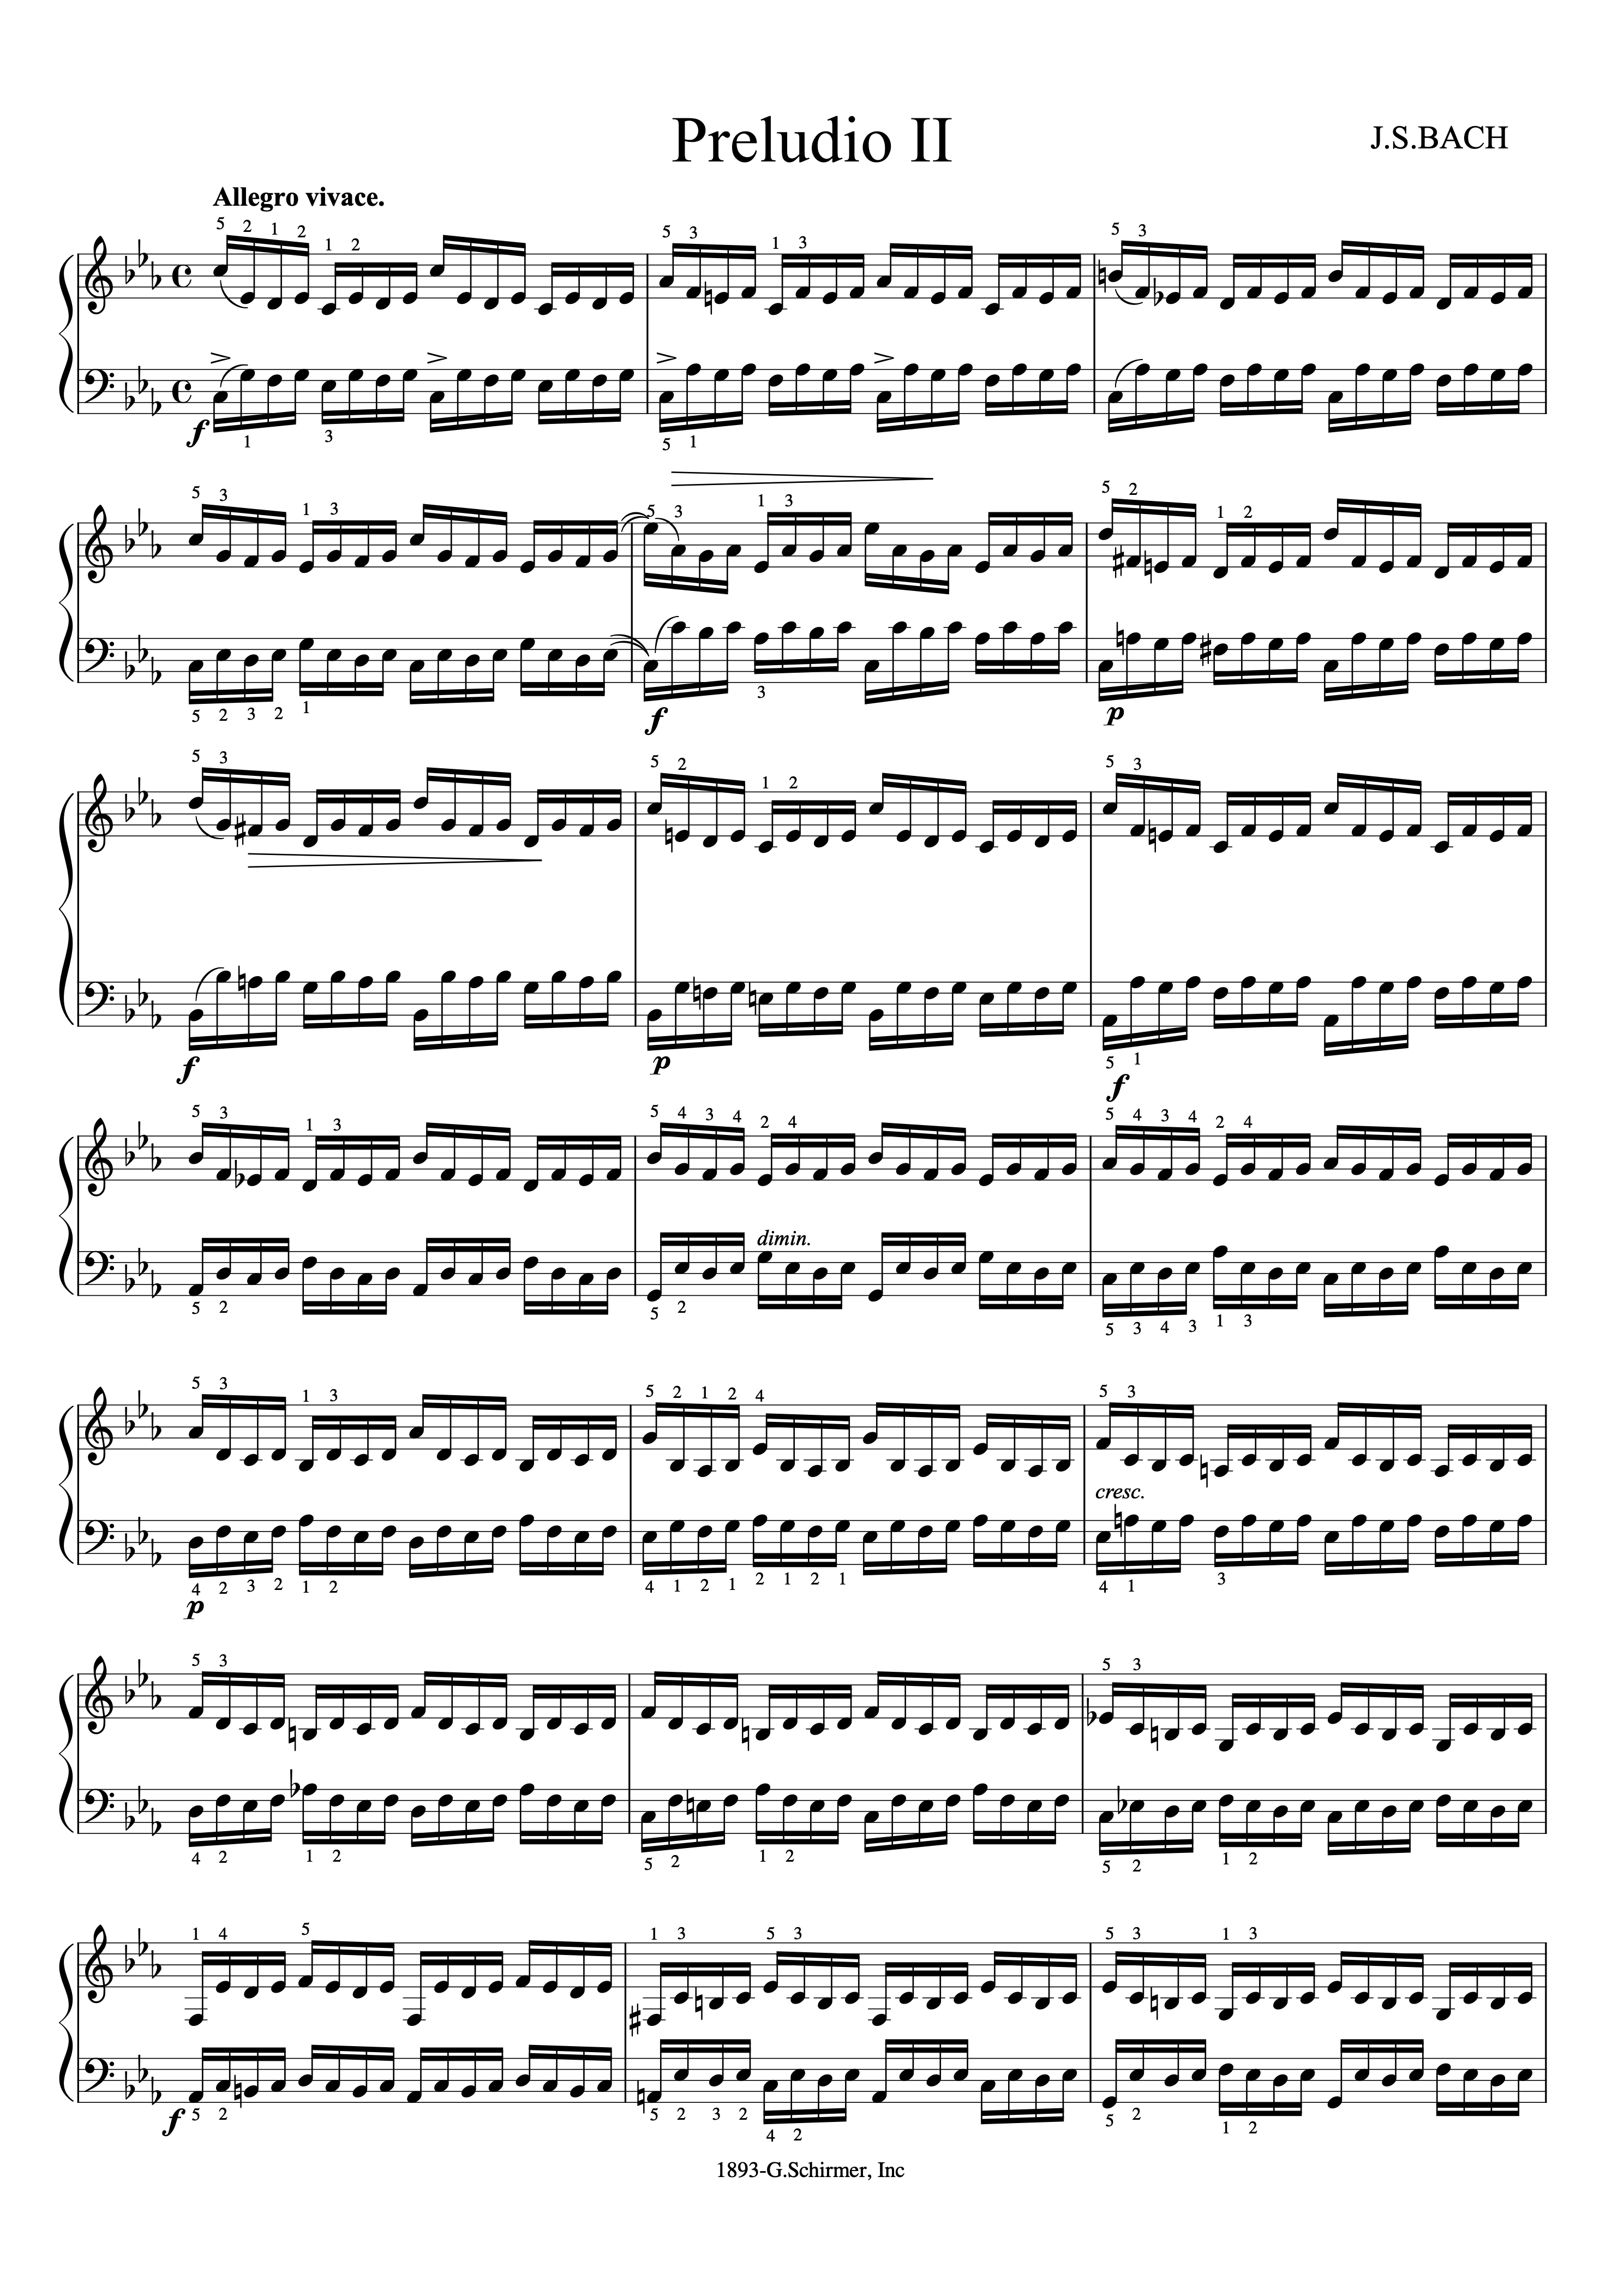 Preludio II
J.S.BACH
Allegro vivace.
5 2 1 2 1 2 5 3 1 3 5 3
f 1 3 5 1
5 3 1 3 5 3 1 3 5 2 1 2
5 2 3 2 1 f 3 p
5 3 5 2 1 2 5 3
f p 5 1 f
5 3 1 3 5 4 3 4 2 4 5 4 3 4 2 4
dimin.
5 2 5 2 5 3 4 3 1 3
5 3 1 3 5 2 1 2 4 5 3
cresc.
4 2 3 2 1 2 4 1 2 1 2 1 2 1 4 1 3
p
5 3 5 3
4 2 1 2 5 2 1 2 5 2 1 2
1 4 5 1 3 5 3 5 3 1 3
f 5 2 5 2 3 2 4 2 5 2 1 2
1893-G.Schirmer, Inc